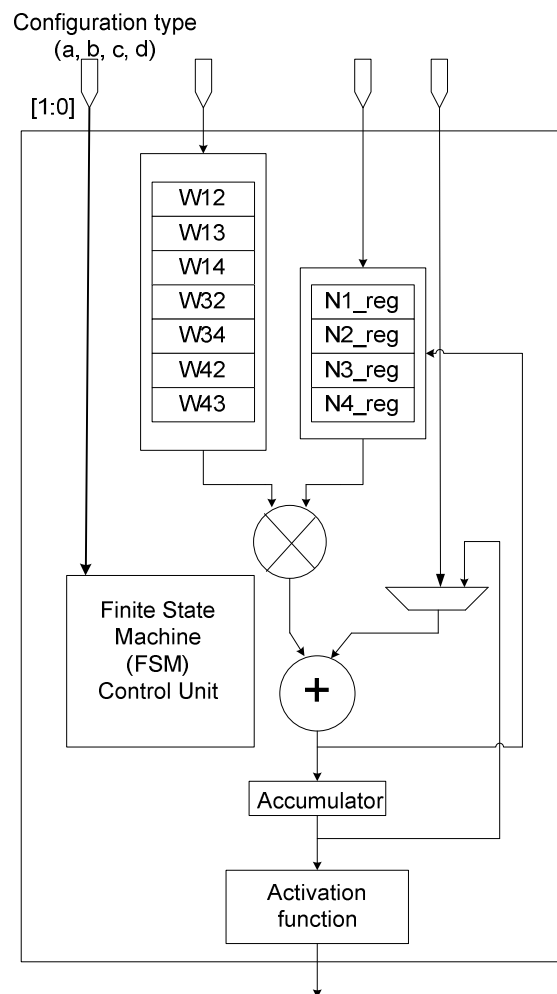 Configuration type
(a, b, c, d)
[1:0]
W12
W13
W14
W32
W34
W42
W43
N1_reg
N2_reg
N3_reg
N4_reg
Finite State
Machine
(FSM)
Control Unit
+
Accumulator
Activation
function